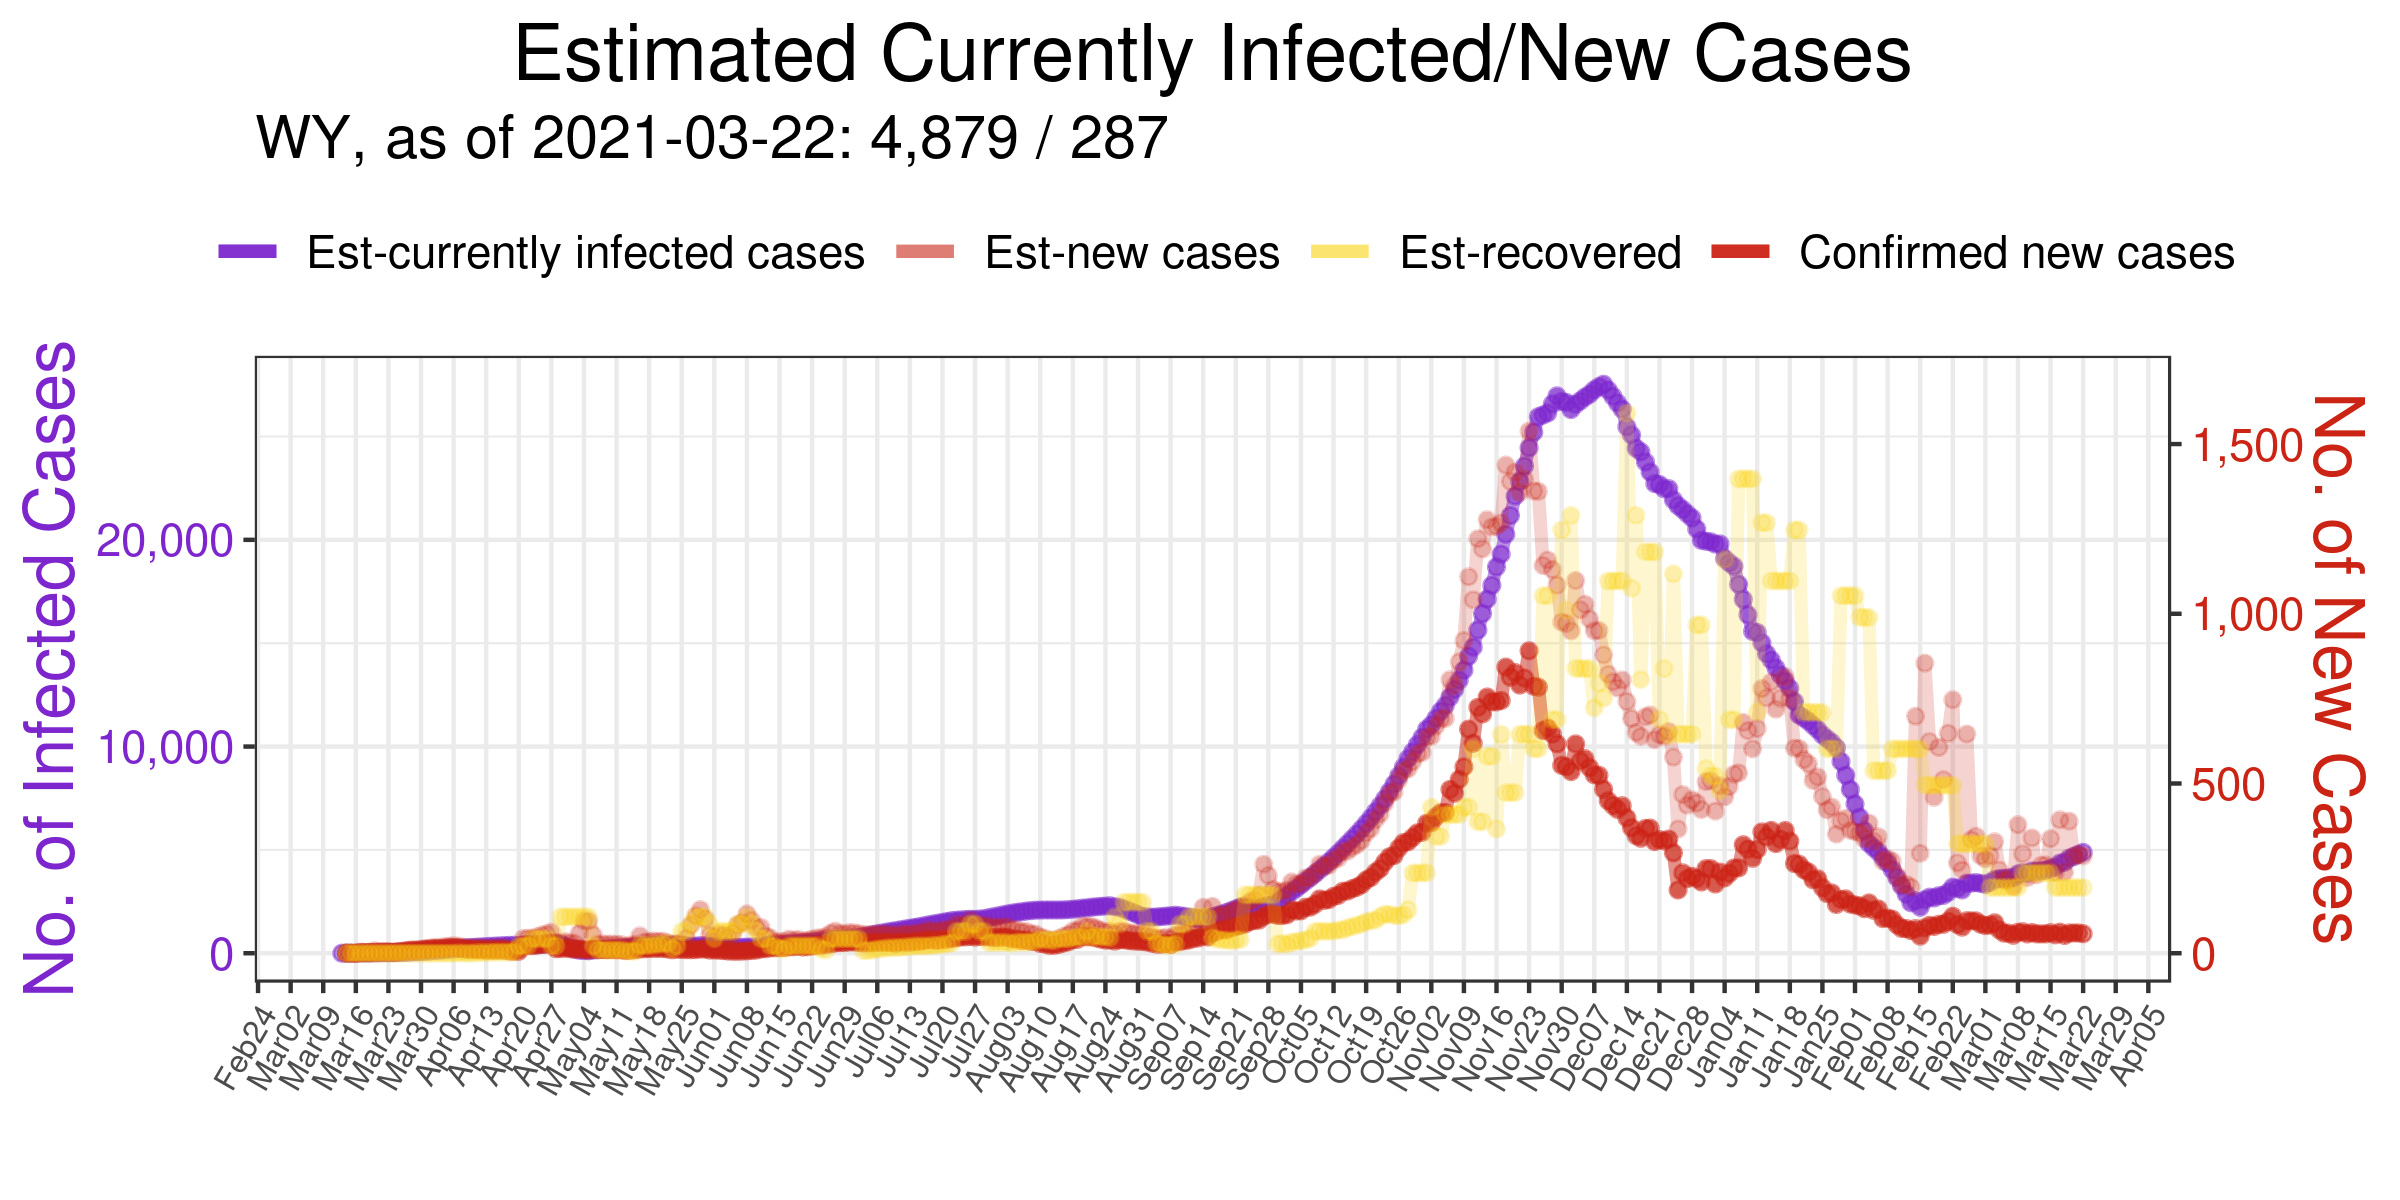 Estimated Currently Infected/New Cases
WY, as of 2021-03-22: 4,879 / 287
Est-currently infected cases Est-new cases Est-recovered Confirmed new cases
No. of Infected Cases
20,000
10,000
0
1,500
1,000
500
0
No. of New Cases
Feb24 Mar02 Mar09 Mar16 Mar23 Mar30 Apr06 Apr13 Apr20 Apr27 May04 May11 May18 May25 Jun01 Jun08 Jun15 Jun22 Jun29 Jul06 Jul13 Jul20 Jul27 Aug03 Aug10 Aug17 Aug24 Aug31 Sep07 Sep14 Sep21 Sep28 Oct05 Oct12 Oct19 Oct26 Nov02 Nov09 Nov16 Nov23 Nov30 Dec07 Dec14 Dec21 Dec28 Jan04 Jan11 Jan18 Jan25 Feb01 Feb08 Feb15 Feb22 Mar01 Mar08 Mar15 Mar22 Mar29 Apr05